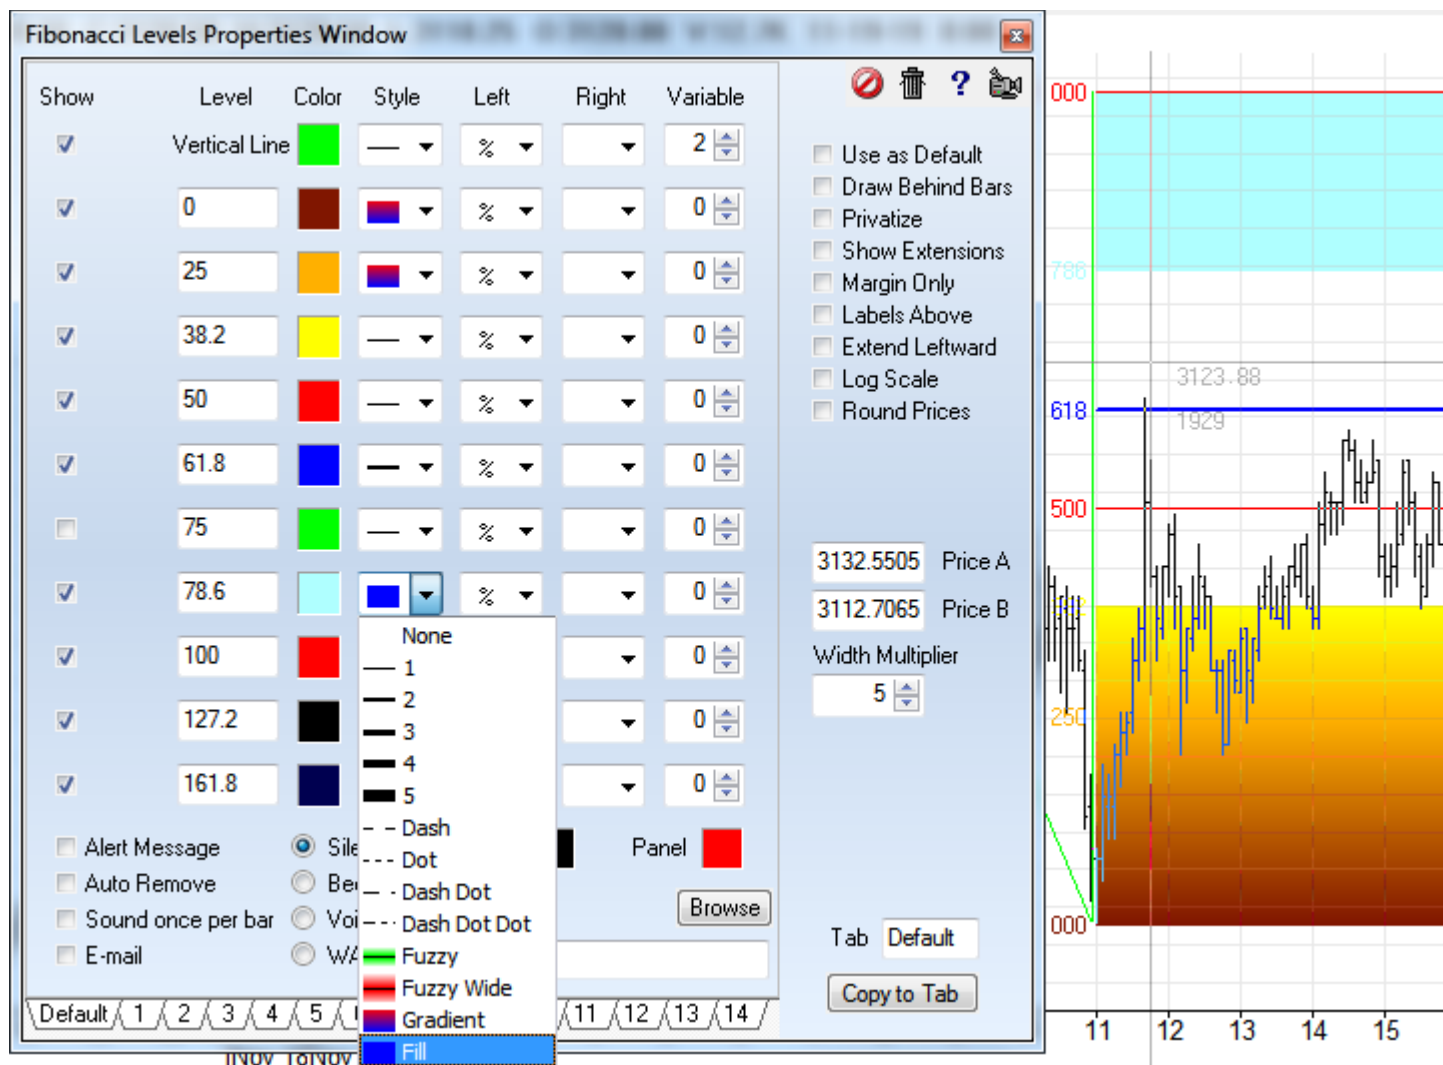 Fibonacci Levels Properties Window
Show Level Color Style Left Right Variable
Vertical Line % 2
0 % 0
25 % 0
38.2 % 0
50 % 0
61.8 % 0
75 % 0
78.6 % 0
100 0
127.2 0
161.8 0
None
1
2
3
4
5
Dash
Dot
Dash Dot
Dash Dot Dot
Fuzzy
Fuzzy Wide
Gradient
Fill
Alert Message
Auto Remove
Sound once per bar
E-mail
Panel
Browse
Default 1 2 3 4 5 11 12 13 14
?
Use as Default
Draw Behind Bars
Privatize
Show Extensions
Margin Only
Labels Above
Extend Leftward
Log Scale
Round Prices
3132.5505 Price A
3112.7065 Price B
Width Multiplier
5
Tab Default
Copy to Tab
000
786
3123.88
618
1929
500
250
000
11 12 13 14 15
18Nov